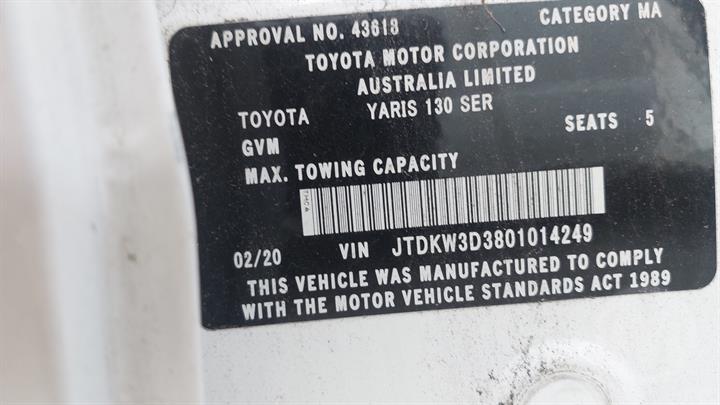 APPROVAL NO. 43613 CATEGORY MA
TOYOTA MOTOR CORPORATION
AUSTRALIA LIMITED
TOYOTA YARIS 130 SER
GVM SEATS 5
MAX. TOWING CAPACITY
02/20 VIN JTDKW3D3801014249
THIS VEHICLE WAS MANUFACTURED TO COMPLY
WITH THE MOTOR VEHICLE STANDARDS ACT 1989